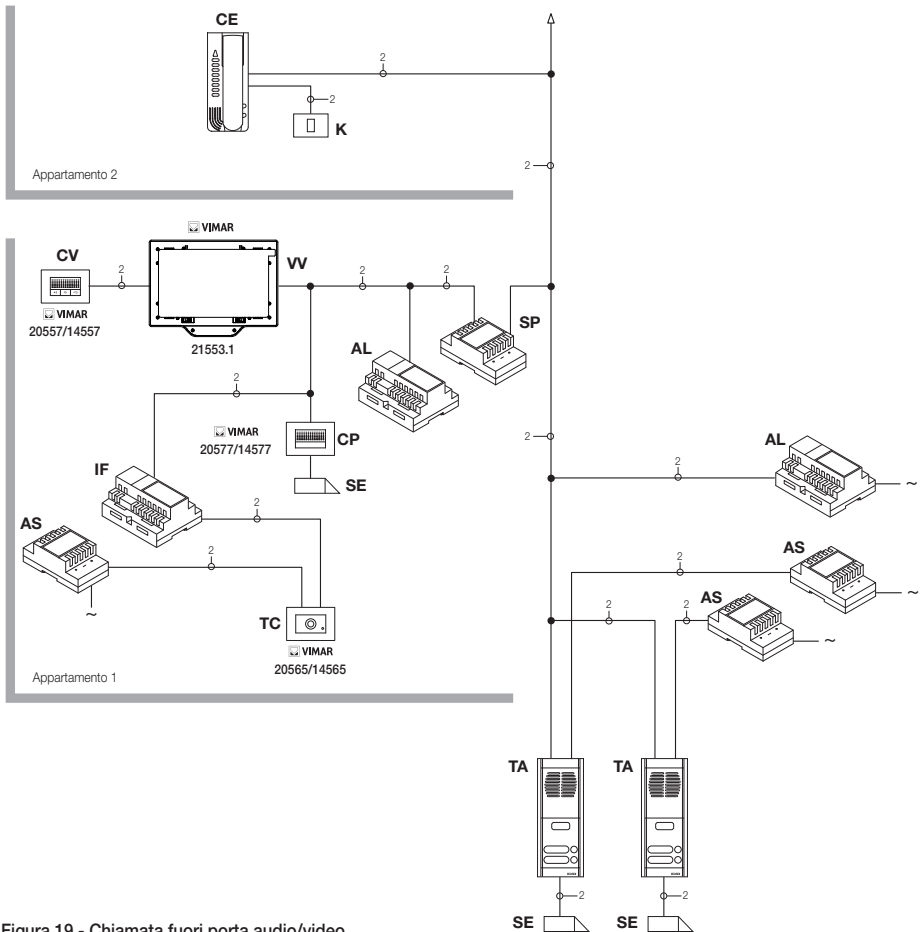 CE
2
2
K
2
Appartamento 2
VIMAR
CV
VV
2
2
2
VIMAR
20557/14557
21553.1
SP
AL
2
VIMAR
20577/14577
CP
2
IF
SE
AL
2
~
AS
2
2
~
TC
VIMAR
20565/14565
Appartamento 1
AS
2
~
AS
2
2
~
TA
TA
2
2
SE
SE
Figura 19 - Chiamata fuori porta audio/video